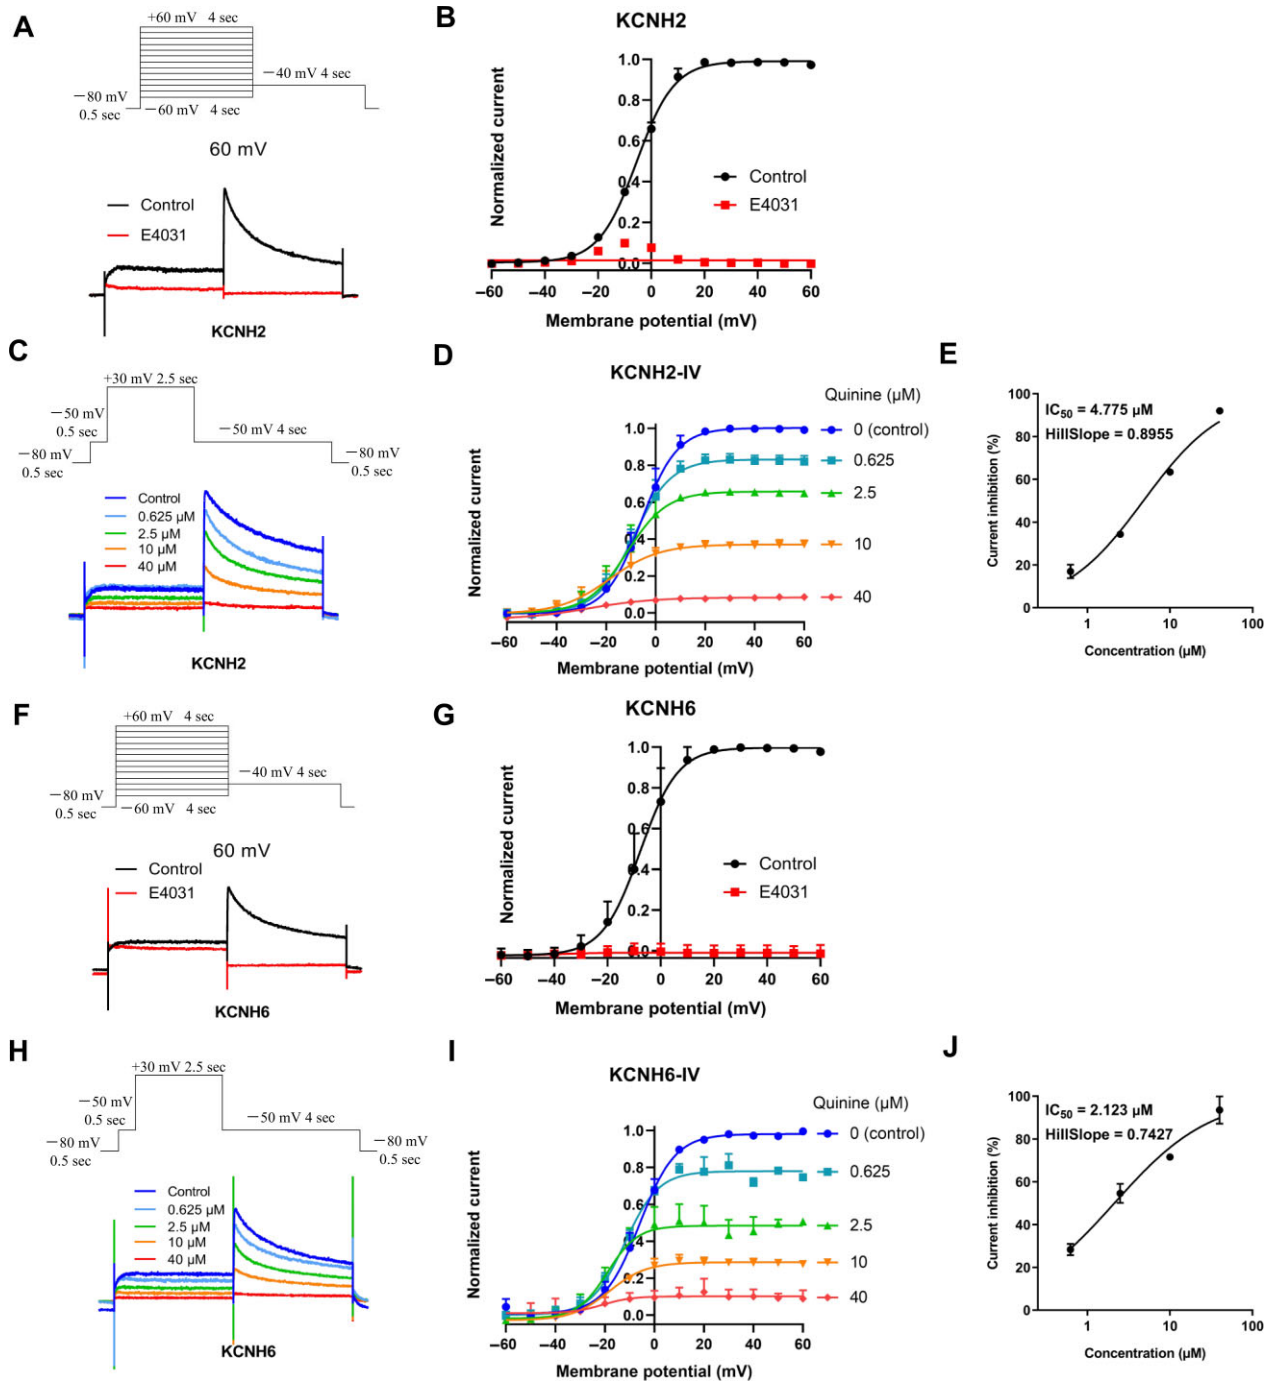 A
+60 mV 4 sec
−40 mV 4 sec
−80 mV
0.5 sec
−60 mV 4 sec
60 mV
Control
E4031
KCNH2
B
KCNH2
Normalized current
1.0
0.8
0.6
0.4
0.2
0.0
Control
E4031
−60 −40 −20 0 20 40 60
Membrane potential (mV)
C
+30 mV 2.5 sec
−50 mV
0.5 sec
−50 mV 4 sec
−80 mV
0.5 sec
−80 mV
0.5 sec
Control
0.625 µM
2.5 µM
10 µM
40 µM
KCNH2
D
KCNH2-IV
Quinine (µM)
Normalized current
1.0
0.8
0.6
0.4
0.2
0.0
0 (control)
0.625
2.5
10
40
−60 −40 −20 0 20 40 60
Membrane potential (mV)
E
Current inhibition (%)
100
80
60
40
20
0
IC50 = 4.775 µM
HillSlope = 0.8955
1 10 100
Concentration (µM)
F
+60 mV 4 sec
−40 mV 4 sec
−80 mV
0.5 sec
−60 mV 4 sec
60 mV
Control
E4031
KCNH6
G
KCNH6
Normalized current
1.0
0.8
0.6
0.4
0.2
0.0
Control
E4031
−60 −40 −20 0 20 40 60
Membrane potential (mV)
H
+30 mV 2.5 sec
−50 mV
0.5 sec
−50 mV 4 sec
−80 mV
0.5 sec
−80 mV
0.5 sec
Control
0.625 µM
2.5 µM
10 µM
40 µM
KCNH6
I
KCNH6-IV
Quinine (µM)
Normalized current
1.0
0.8
0.6
0.4
0.2
0.0
0 (control)
0.625
2.5
10
40
−60 −40 −20 0 20 40 60
Membrane potential (mV)
J
Current inhibition (%)
100
80
60
40
20
0
IC50 = 2.123 µM
HillSlope = 0.7427
1 10 100
Concentration (µM)